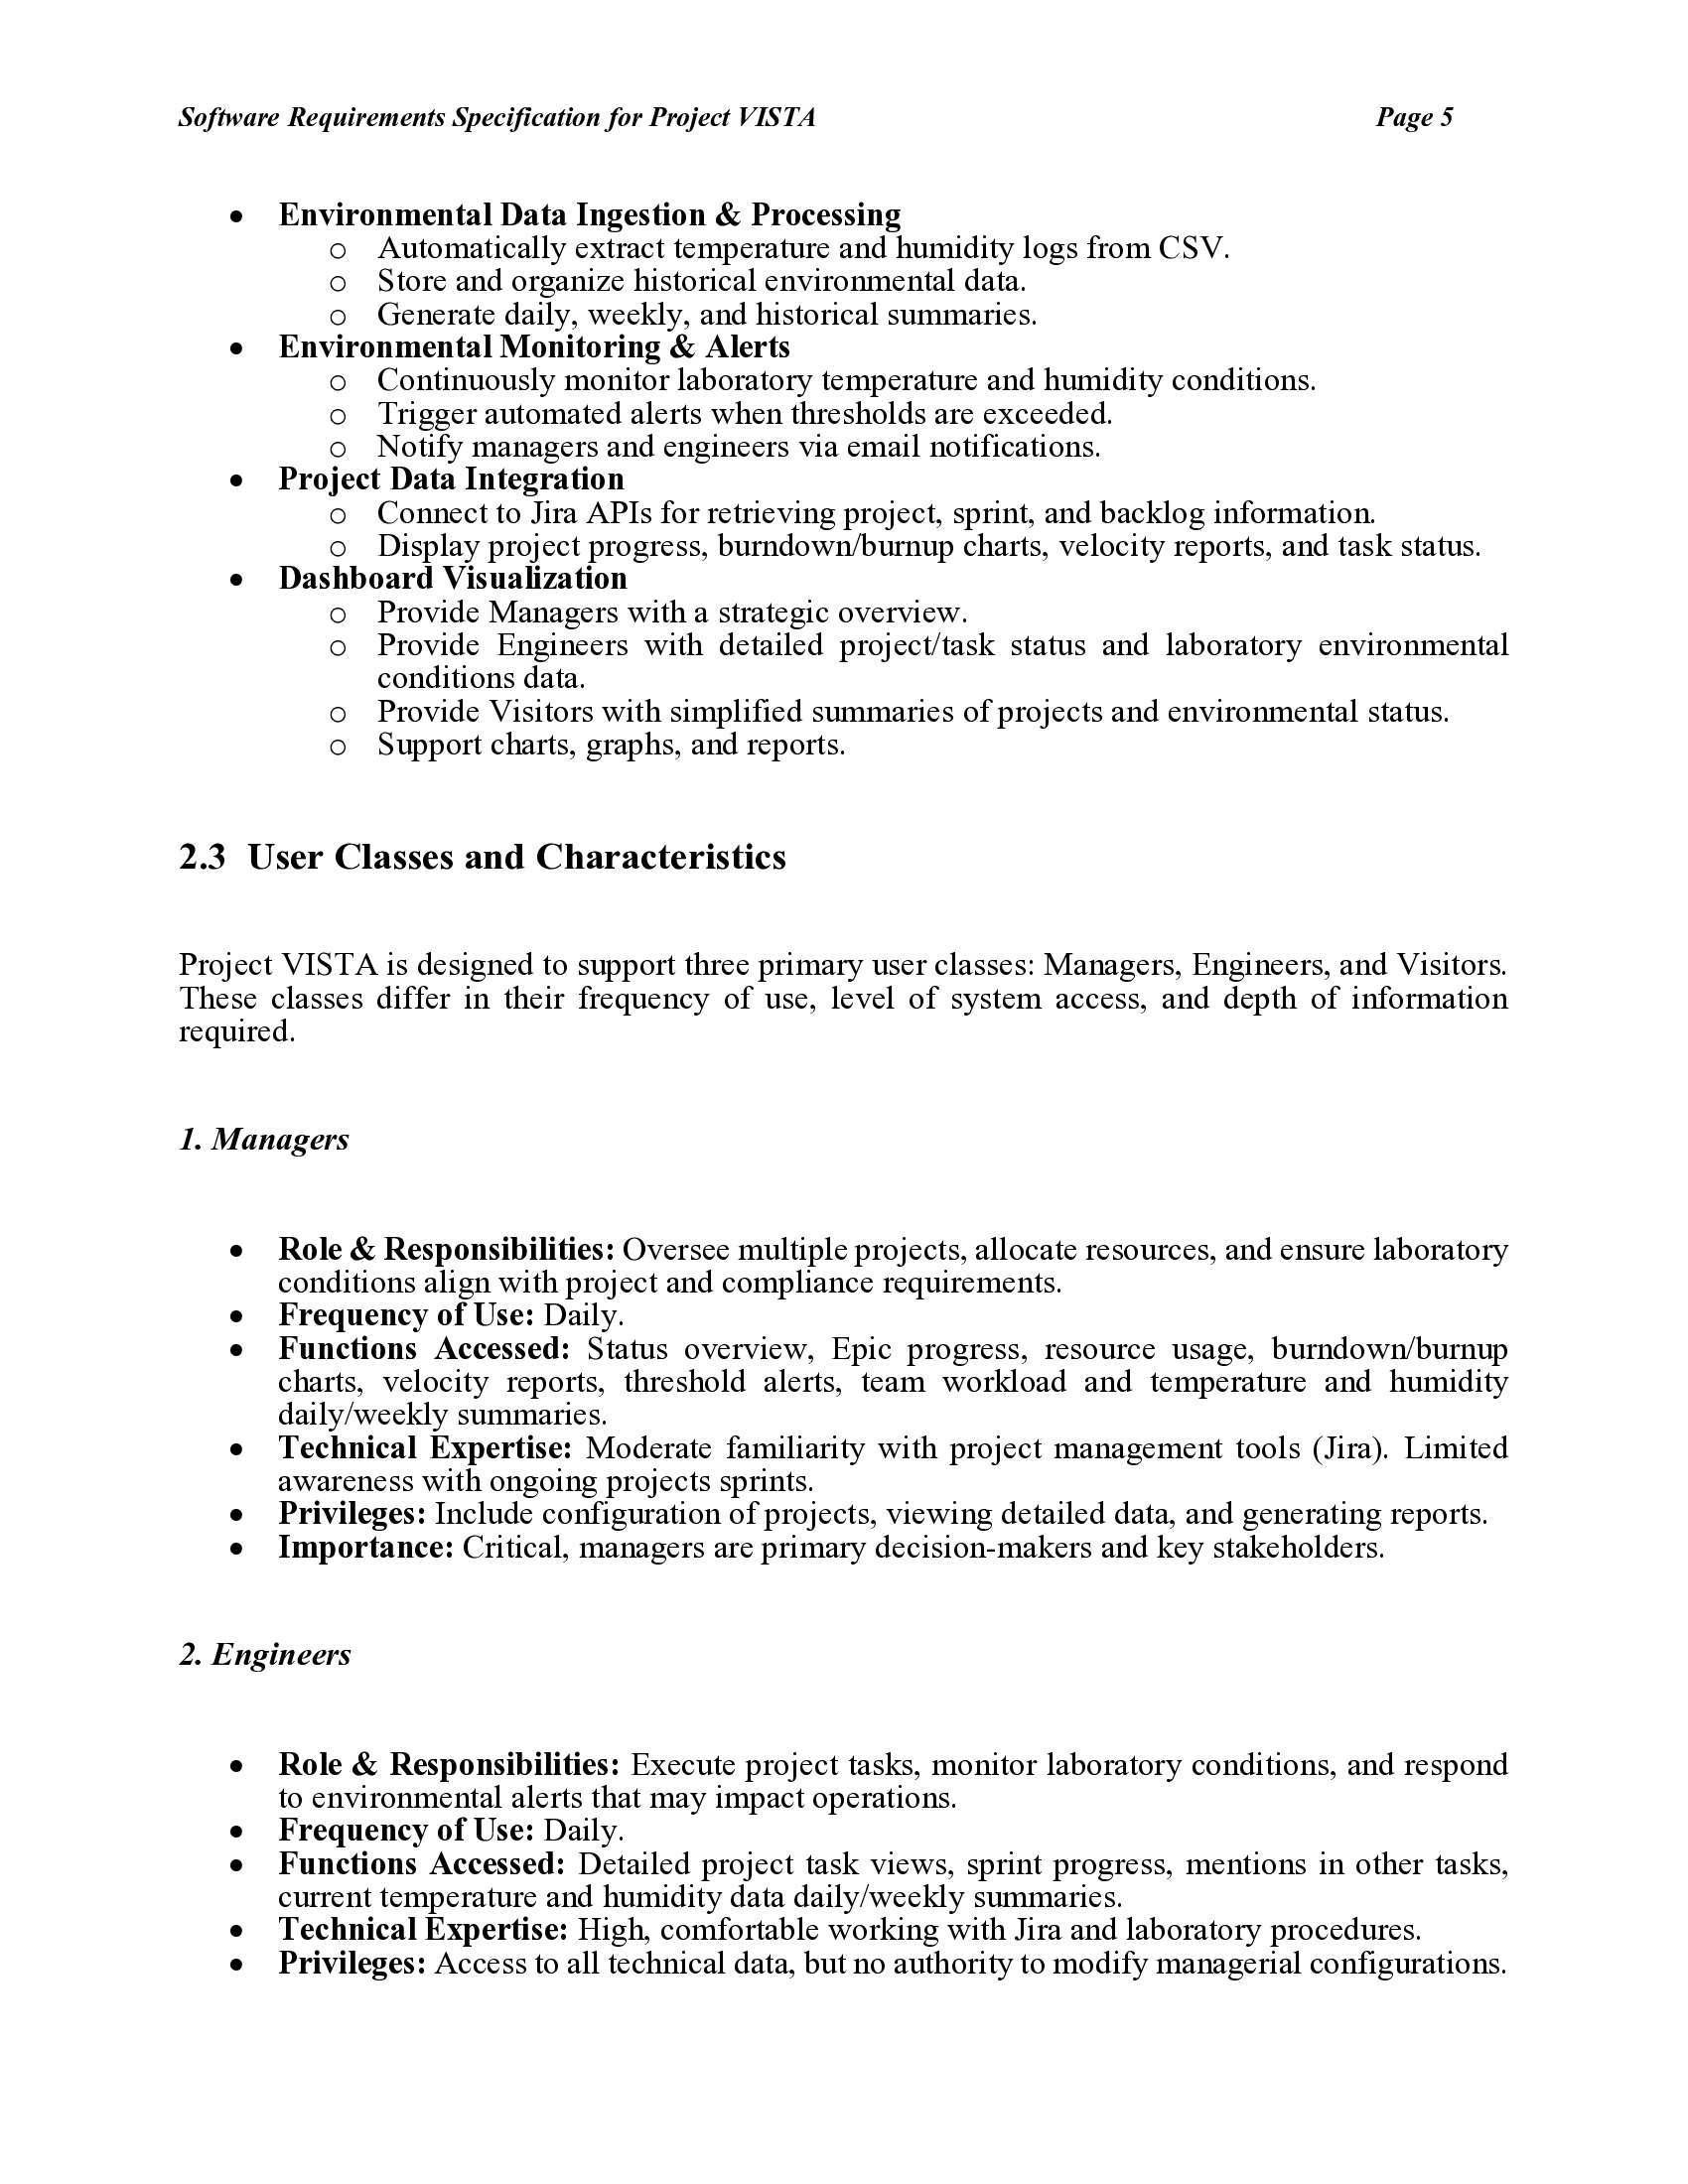 Software Requirements Specification for Project VISTA Page 5
• Environmental Data Ingestion & Processing
o Automatically extract temperature and humidity logs from CSV.
o Store and organize historical environmental data.
o Generate daily, weekly, and historical summaries.
• Environmental Monitoring & Alerts
o Continuously monitor laboratory temperature and humidity conditions.
o Trigger automated alerts when thresholds are exceeded.
o Notify managers and engineers via email notifications.
• Project Data Integration
o Connect to Jira APIs for retrieving project, sprint, and backlog information.
o Display project progress, burndown/burnup charts, velocity reports, and task status.
• Dashboard Visualization
o Provide Managers with a strategic overview.
o Provide Engineers with detailed project/task status and laboratory environmental
conditions data.
o Provide Visitors with simplified summaries of projects and environmental status.
o Support charts, graphs, and reports.
2.3 User Classes and Characteristics
Project VISTA is designed to support three primary user classes: Managers, Engineers, and Visitors.
These classes differ in their frequency of use, level of system access, and depth of information
required.
1. Managers
• Role & Responsibilities: Oversee multiple projects, allocate resources, and ensure laboratory
conditions align with project and compliance requirements.
• Frequency of Use: Daily.
• Functions Accessed: Status overview, Epic progress, resource usage, burndown/burnup
charts, velocity reports, threshold alerts, team workload and temperature and humidity
daily/weekly summaries.
• Technical Expertise: Moderate familiarity with project management tools (Jira). Limited
awareness with ongoing projects sprints.
• Privileges: Include configuration of projects, viewing detailed data, and generating reports.
• Importance: Critical, managers are primary decision-makers and key stakeholders.
2. Engineers
• Role & Responsibilities: Execute project tasks, monitor laboratory conditions, and respond
to environmental alerts that may impact operations.
• Frequency of Use: Daily.
• Functions Accessed: Detailed project task views, sprint progress, mentions in other tasks,
current temperature and humidity data daily/weekly summaries.
• Technical Expertise: High, comfortable working with Jira and laboratory procedures.
• Privileges: Access to all technical data, but no authority to modify managerial configurations.